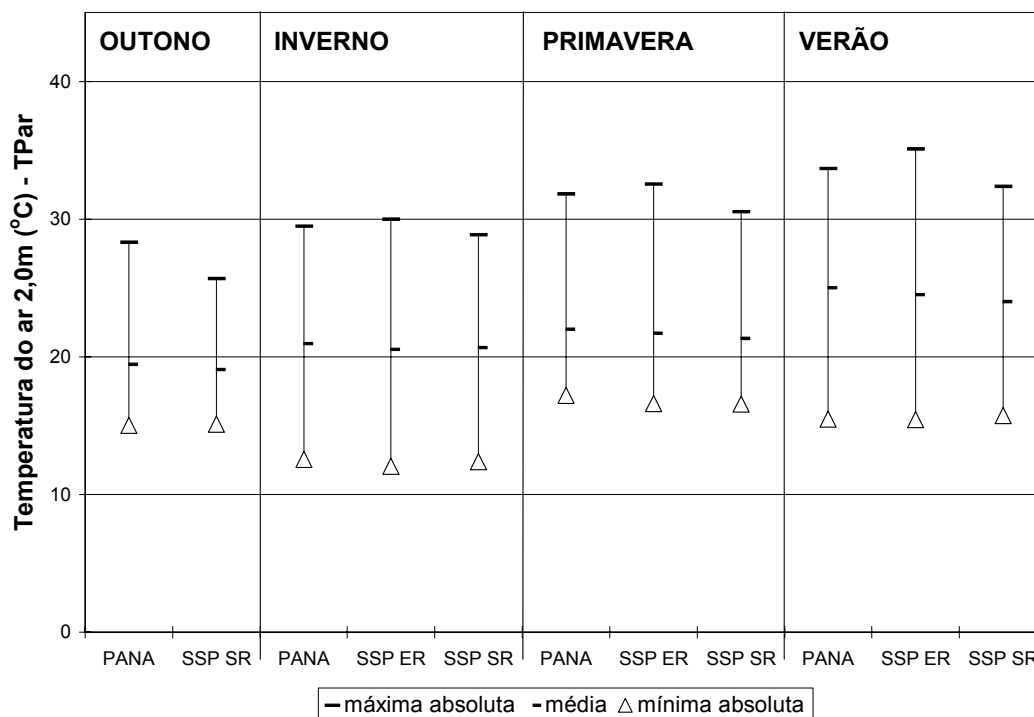 OUTONO INVERNO PRIMAVERA VERÃO
Temperatura do ar 2,0m (°C) - TPar
40
30
20
10
0
PANA SSP SR PANA SSP ER SSP SR PANA SSP ER SSP SR PANA SSP ER SSP SR
máxima absoluta média mínima absoluta